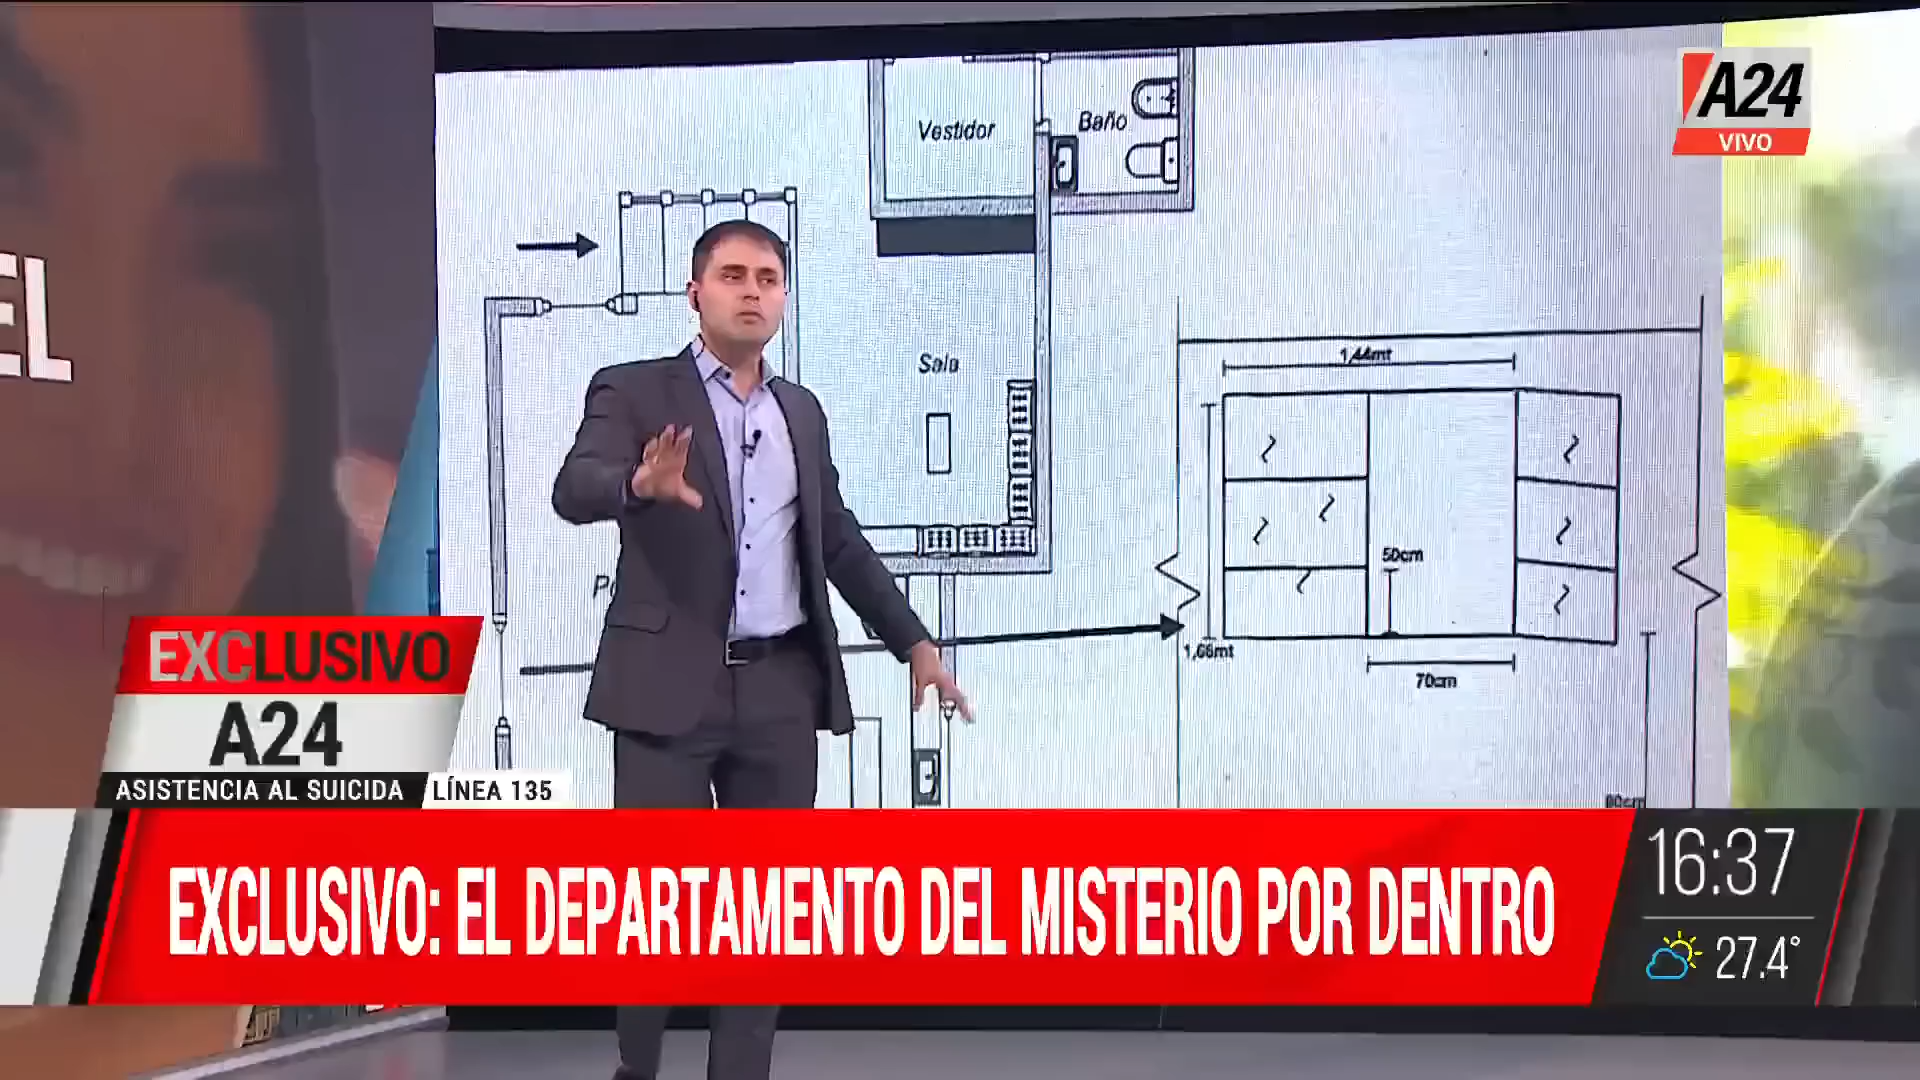 A24
VIVO
Vestidor
Baño
EL
Sala
1,44mt
50cm
1,66mt
70cm
80cm
EXCLUSIVO
A24
ASISTENCIA AL SUICIDA
LÍNEA 135
EXCLUSIVO: EL DEPARTAMENTO DEL MISTERIO POR DENTRO
16:37
27.4°